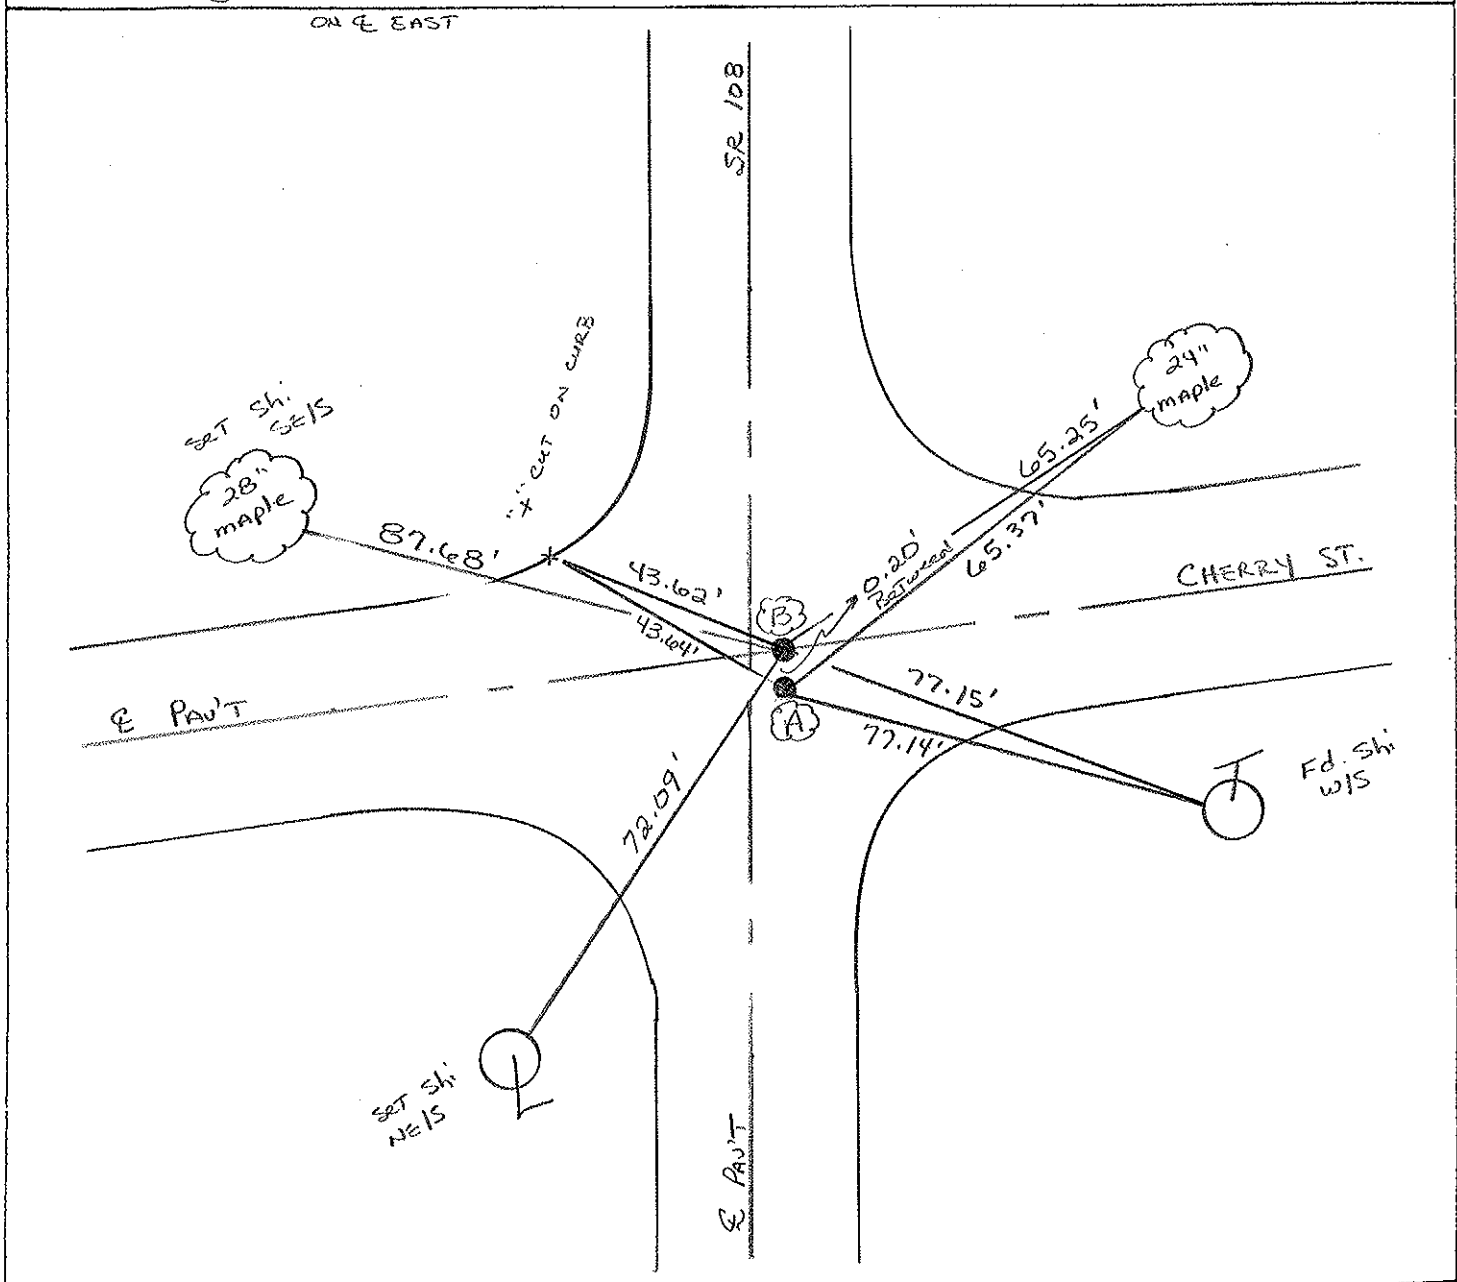 ON ℄ EAST
SR 108
"X" CUT ON CURB
24"
MAPLE
SET Sh.
SE/S
28"
MAPLE
87.68'
65.25'
65.37'
0.20'
BETWEEN
43.62'
43.64'
B
A
CHERRY ST.
℄ PAV'T
77.15'
77.14'
T
Fd. Shi
W/S
72.09'
SET Shi
NE/S
L
℄ PAV'T